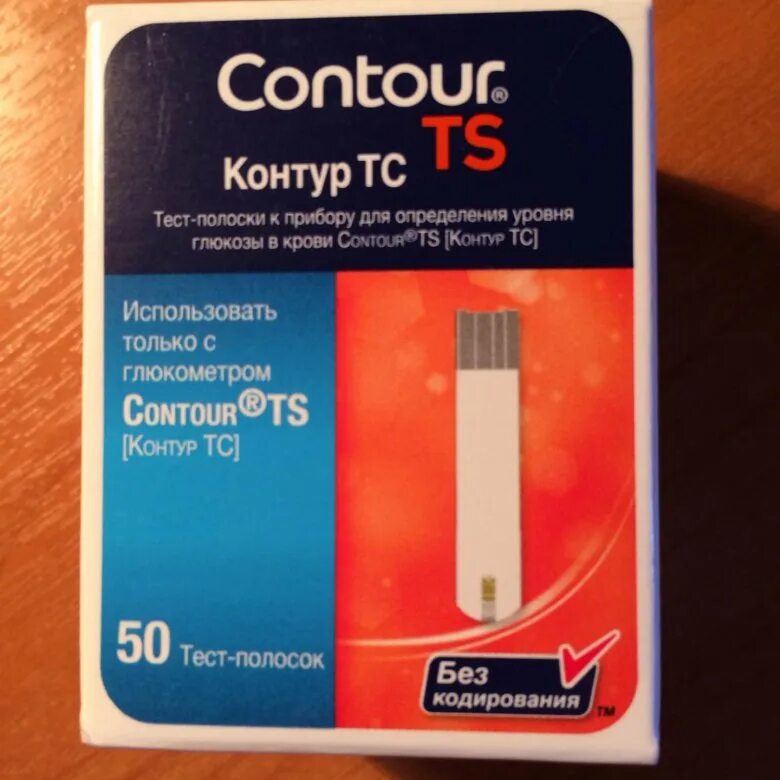 Contour®
TS
Контур ТС
Тест-полоски к прибору для определения уровня
глюкозы в крови CONTOUR®TS [КОНТУР ТС]
Использовать
только с
глюкометром
CONTOUR®TS
[КОНТУР ТС]
50 Тест-полосок
Без
кодирования
™